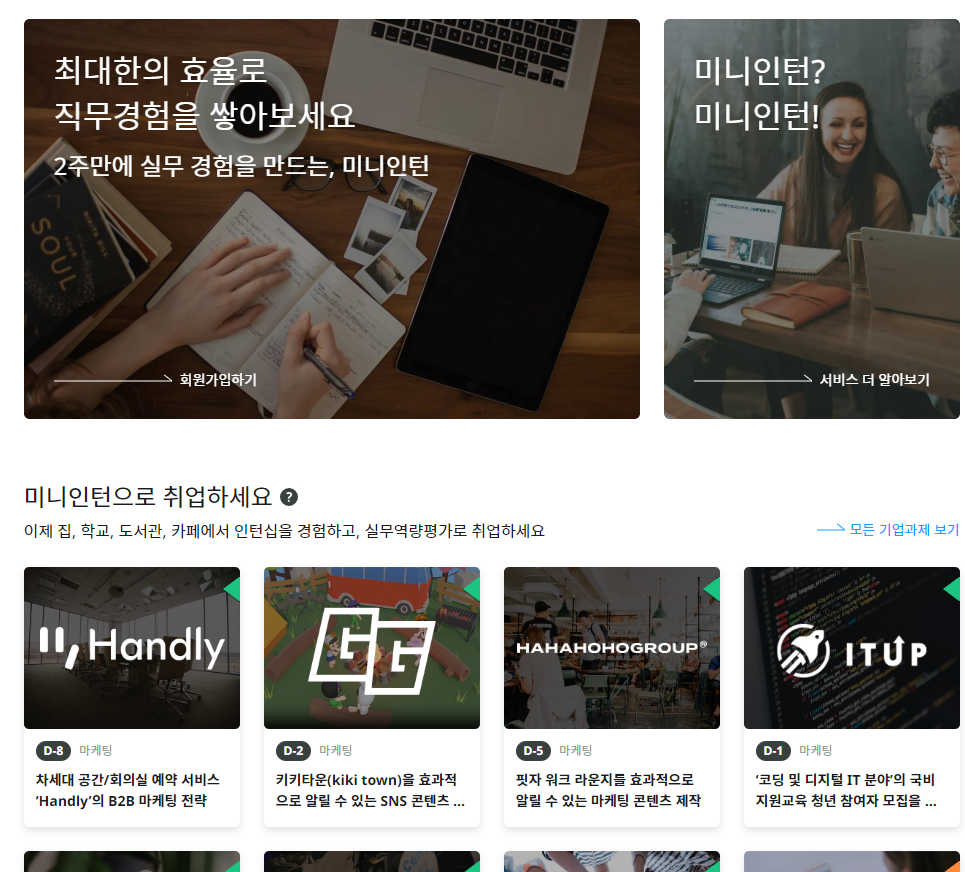 최대한의 효율로
직무경험을 쌓아보세요
2주만에 실무 경험을 만드는, 미니인턴
SOUL
회원가입하기
미니인턴?
미니인턴!
서비스 더 알아보기
미니인턴으로 취업하세요 ?
이제 집, 학교, 도서관, 카페에서 인턴십을 경험하고, 실무역량평가로 취업하세요
모든 기업과제 보기
Handly
D-8 마케팅
차세대 공간/회의실 예약 서비스
‘Handly’의 B2B 마케팅 전략
GG
D-2 마케팅
키키타운(kiki town)을 효과적
으로 알릴 수 있는 SNS 콘텐츠 ...
HAHAHOHOGROUP®
D-5 마케팅
핏자 워크 라운지를 효과적으로
알릴 수 있는 마케팅 콘텐츠 제작
ITUP
D-1 마케팅
‘코딩 및 디지털 IT 분야’의 국비
지원교육 청년 참여자 모집을 ...